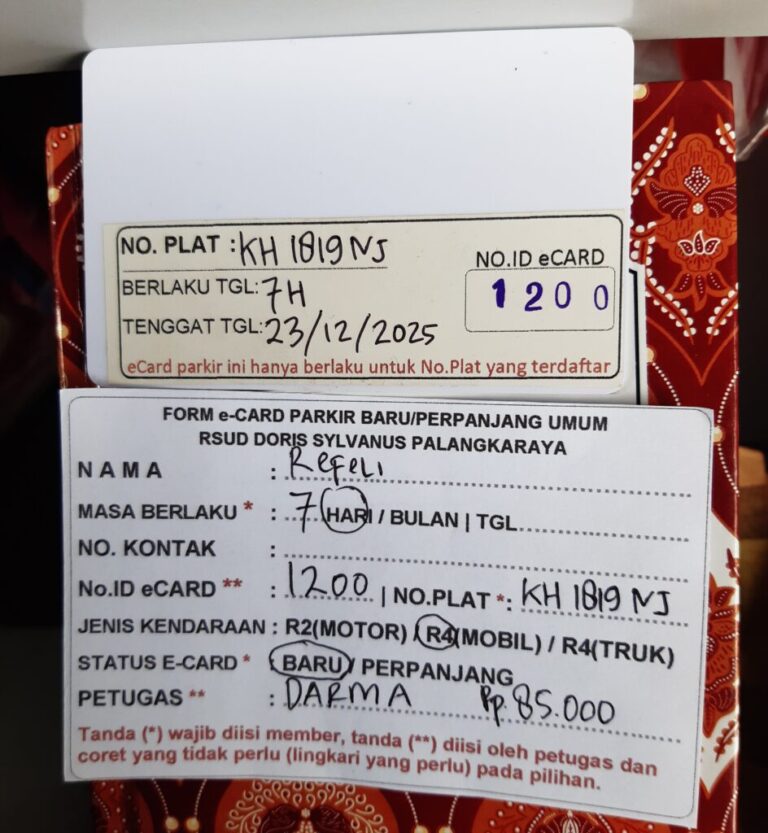 NO. PLAT : KH 1819 NJ
NO.ID eCARD
1200
BERLAKU TGL: 7H
TENGGAT TGL: 23/12/2025
eCard parkir ini hanya berlaku untuk No.Plat yang terdaftar
FORM e-CARD PARKIR BARU/PERPANJANG UMUM
RSUD DORIS SYLVANUS PALANGKARAYA
NAMA : Refeli
MASA BERLAKU * : 7 HARI / BULAN | TGL
NO. KONTAK :
No.ID eCARD ** : 1200 | NO.PLAT *: KH 1819 NJ
JENIS KENDARAAN : R2(MOTOR) / R4(MOBIL) / R4(TRUK)
STATUS E-CARD * BARU / PERPANJANG
PETUGAS ** : DARMA Rp. 85.000
Tanda (*) wajib diisi member, tanda (**) diisi oleh petugas dan
coret yang tidak perlu (lingkari yang perlu) pada pilihan.